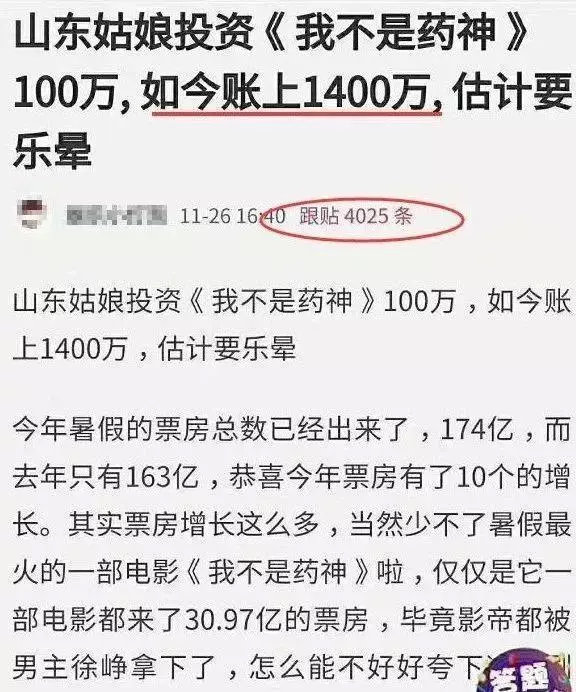 山东姑娘投资《我不是药神》
100万, 如今账上1400万, 估计要
乐晕
11-26 16:40 跟贴 4025 条
山东姑娘投资《我不是药神》100万，如今账
上1400万，估计要乐晕
今年暑假的票房总数已经出来了，174亿，而
去年只有163亿，恭喜今年票房有了10个的增
长。其实票房增长这么多，当然少不了暑假最
火的一部电影《我不是药神》啦，仅仅是它一
部电影都来了30.97亿的票房，毕竟影帝都被
男主徐峥拿下了，怎么能不好好夸下
答题